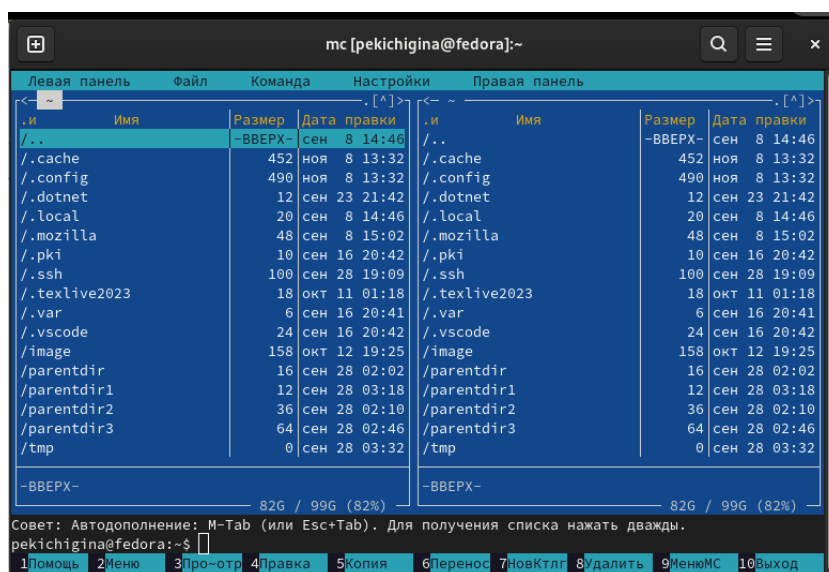 mc [pekichigina@fedora]:~
Левая панель Файл Команда Настройки Правая панель
<- ~ .[^]> <- ~ .[^]>
.и Имя Размер Дата правки .и Имя Размер Дата правки
/.. -ВВЕРХ- сен 8 14:46 /.. -ВВЕРХ- сен 8 14:46
/.cache 452 ноя 8 13:32 /.cache 452 ноя 8 13:32
/.config 490 ноя 8 13:32 /.config 490 ноя 8 13:32
/.dotnet 12 сен 23 21:42 /.dotnet 12 сен 23 21:42
/.local 20 сен 8 14:46 /.local 20 сен 8 14:46
/.mozilla 48 сен 8 15:02 /.mozilla 48 сен 8 15:02
/.pki 10 сен 16 20:42 /.pki 10 сен 16 20:42
/.ssh 100 сен 28 19:09 /.ssh 100 сен 28 19:09
/.texlive2023 18 окт 11 01:18 /.texlive2023 18 окт 11 01:18
/.var 6 сен 16 20:41 /.var 6 сен 16 20:41
/.vscode 24 сен 16 20:42 /.vscode 24 сен 16 20:42
/image 158 окт 12 19:25 /image 158 окт 12 19:25
/parentdir 16 сен 28 02:02 /parentdir 16 сен 28 02:02
/parentdir1 12 сен 28 03:18 /parentdir1 12 сен 28 03:18
/parentdir2 36 сен 28 02:10 /parentdir2 36 сен 28 02:10
/parentdir3 64 сен 28 02:46 /parentdir3 64 сен 28 02:46
/tmp 0 сен 28 03:32 /tmp 0 сен 28 03:32
-ВВЕРХ- -ВВЕРХ-
82G / 99G (82%) 82G / 99G (82%)
Совет: Автодополнение: M-Tab (или Esc+Tab). Для получения списка нажать дважды.
pekichigina@fedora:~$
1Помощь 2Меню 3Про~отр 4Правка 5Копия 6Перенос 7НовКтлг 8Удалить 9МенюMC 10Выход